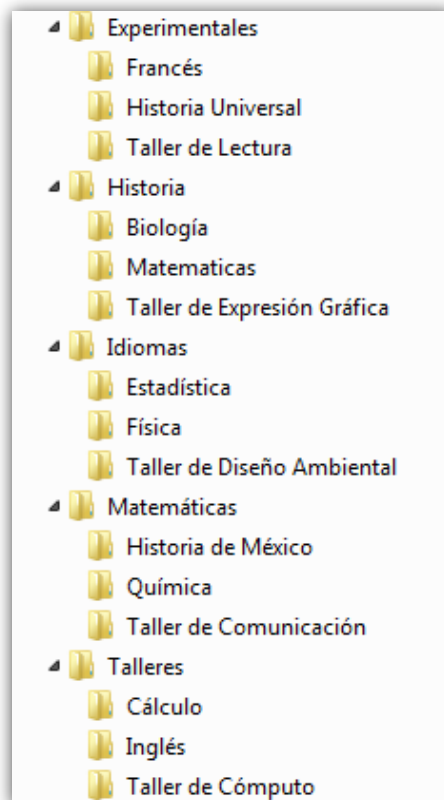 Experimentales
Francés
Historia Universal
Taller de Lectura
Historia
Biología
Matematicas
Taller de Expresión Gráfica
Idiomas
Estadística
Física
Taller de Diseño Ambiental
Matemáticas
Historia de México
Química
Taller de Comunicación
Talleres
Cálculo
Inglés
Taller de Cómputo